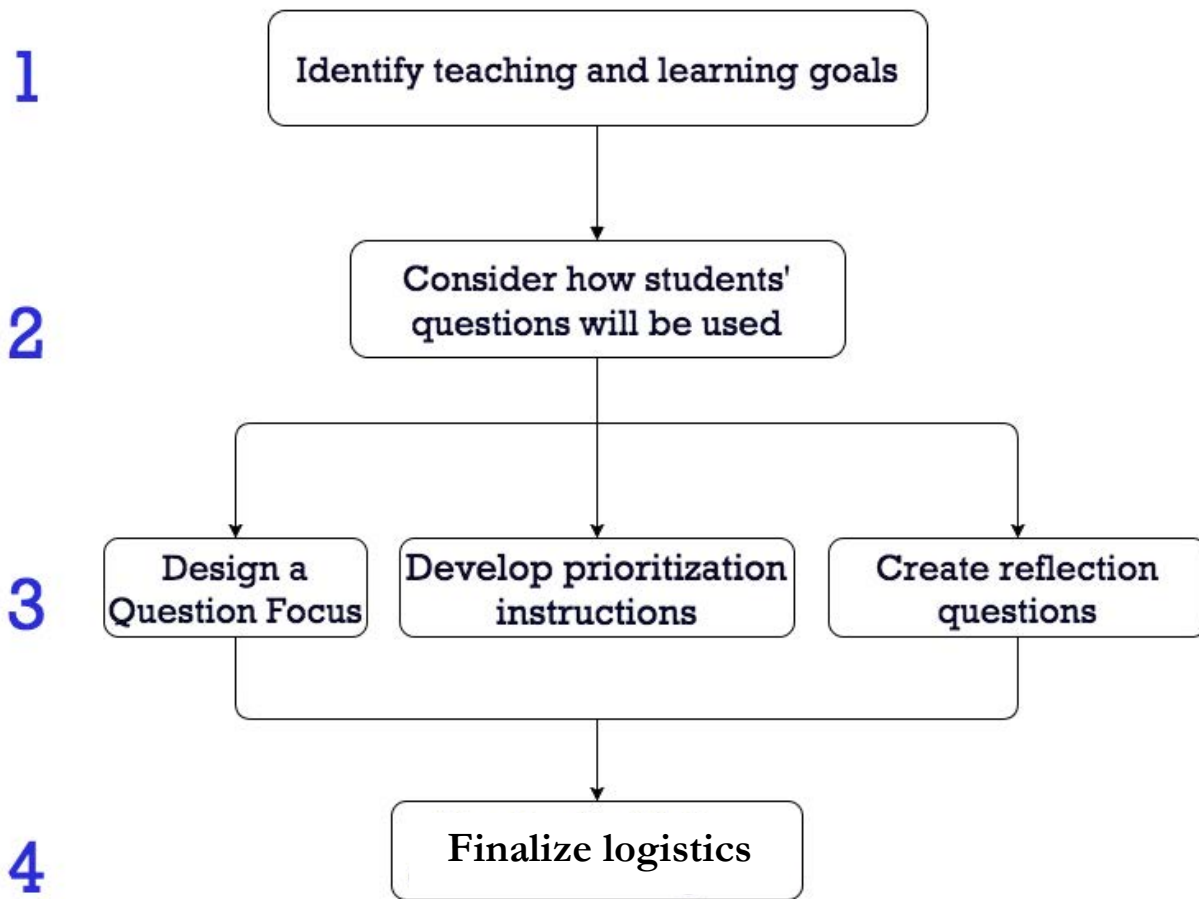 1
Identify teaching and learning goals
2
Consider how students'
questions will be used
3
Design a
Question Focus
Develop prioritization
instructions
Create reflection
questions
4
Finalize logistics